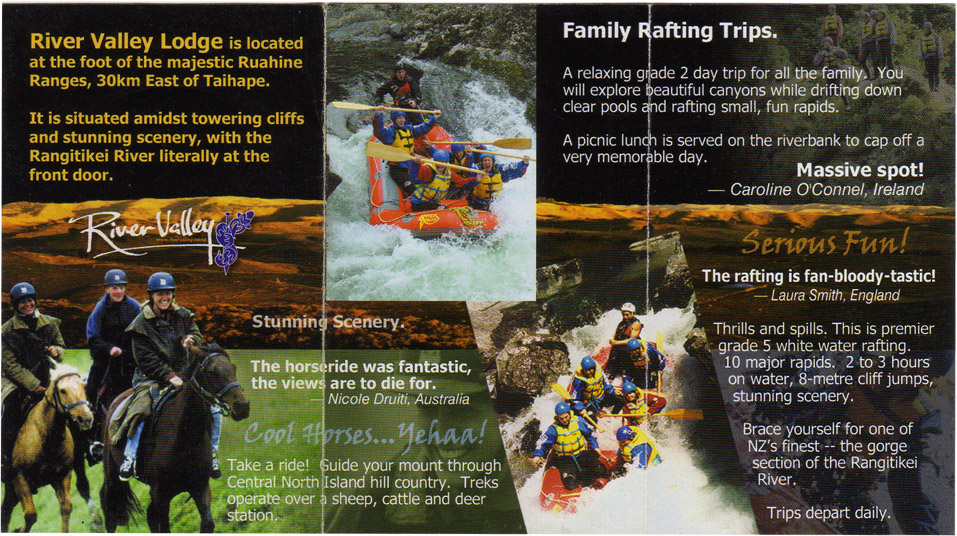 River Valley Lodge is located
at the foot of the majestic Ruahine
Ranges, 30km East of Taihape.
It is situated amidst towering cliffs
and stunning scenery, with the
Rangitikei River literally at the
front door.
River Valley
www.rivervalley.co.nz
Stunning Scenery.
The horseride was fantastic,
the views are to die for.
— Nicole Druiti, Australia
Cool Horses...Yehaa!
Take a ride! Guide your mount through
Central North Island hill country. Treks
operate over a sheep, cattle and deer
station.
Family Rafting Trips.
A relaxing grade 2 day trip for all the family. You
will explore beautiful canyons while drifting down
clear pools and rafting small, fun rapids.
A picnic lunch is served on the riverbank to cap off a
very memorable day.
Massive spot!
— Caroline O'Connel, Ireland
Serious Fun!
The rafting is fan-bloody-tastic!
— Laura Smith, England
Thrills and spills. This is premier
grade 5 white water rafting.
10 major rapids. 2 to 3 hours
on water, 8-metre cliff jumps,
stunning scenery.
Brace yourself for one of
NZ's finest -- the gorge
section of the Rangitikei
River.
Trips depart daily.